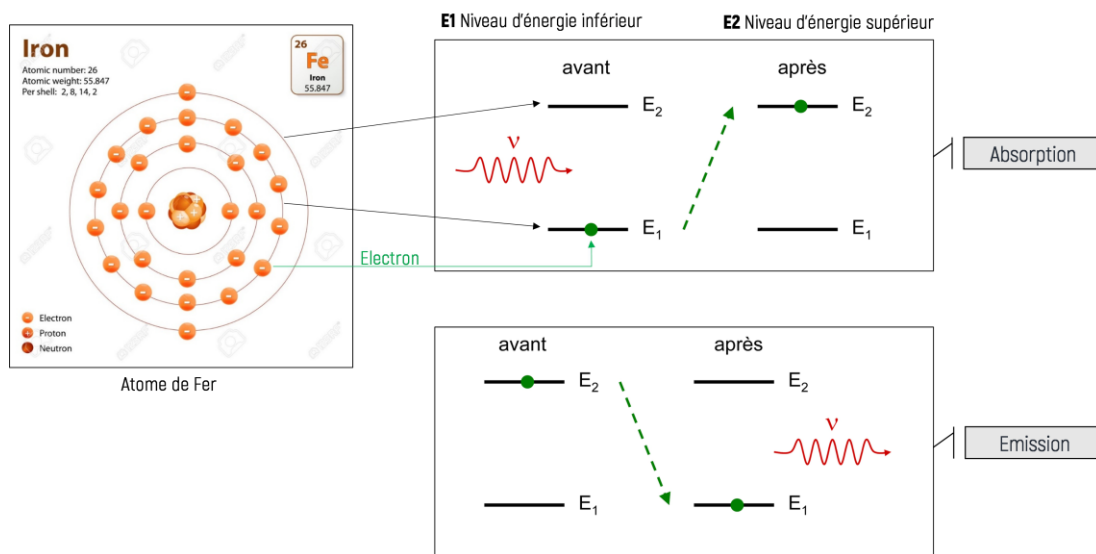 E1 Niveau d'énergie inférieur
E2 Niveau d'énergie supérieur
Iron
Atomic number: 26
Atomic weight: 55.847
Per shell: 2, 8, 14, 2
26
Fe
Iron
55.847
Electron
Proton
Neutron
Atome de Fer
avant
après
E2
E2
ν
E1
E1
Electron
Absorption
avant
après
E2
E2
ν
E1
E1
Emission